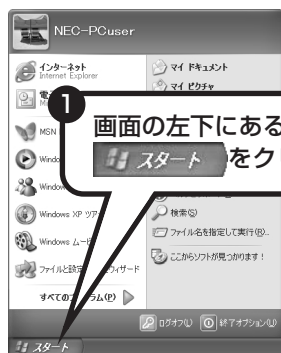 NEC-PCuser
インターネット
Internet Explorer
マイ ドキュメント
マイ ピクチャ
1
画面の左下にある
スタート をク
MSN
Windows XP ツア
検索(S)
ファイル名を指定して実行(R)...
Windows ムービ
ここからソフトが見つかります!
ファイルと設定 ウィザード
すべてのプログラム(P)
ログオフ(L)
終了オプション(U)
スタート